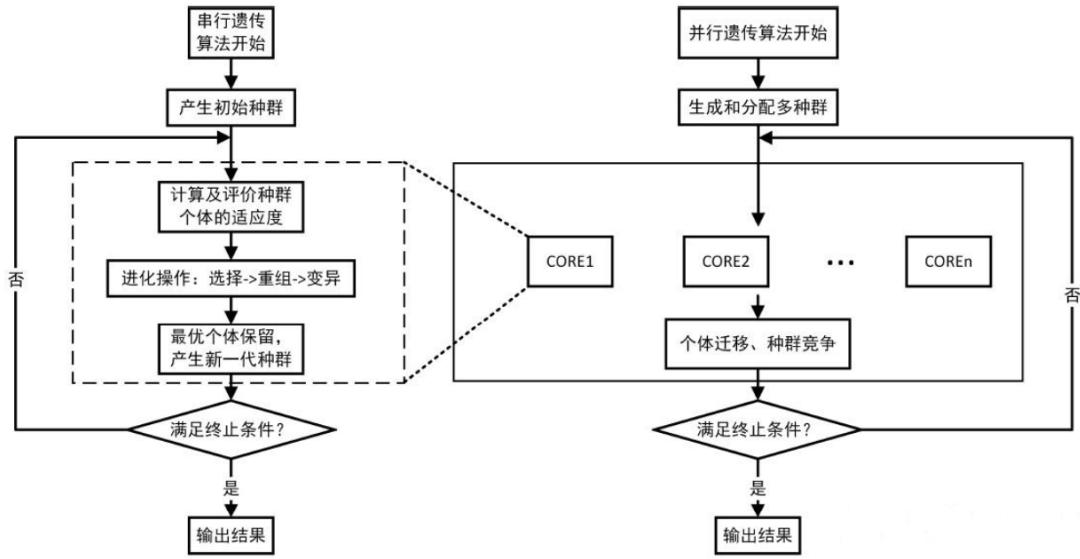 串行遗传
算法开始
产生初始种群
计算及评价种群
个体的适应度
进化操作：选择->重组->变异
最优个体保留，
产生新一代种群
满足终止条件？
否
是
输出结果
并行遗传算法开始
生成和分配多种群
CORE1
CORE2
...
COREn
个体迁移、种群竞争
满足终止条件？
否
是
输出结果